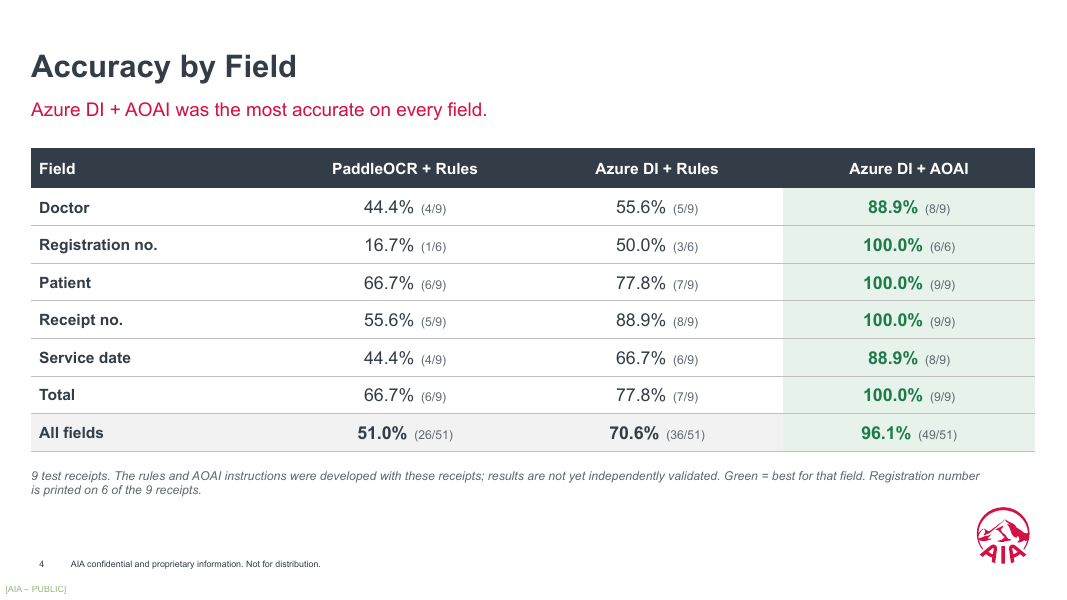 Accuracy by Field
Azure DI + AOAI was the most accurate on every field.
Field PaddleOCR + Rules Azure DI + Rules Azure DI + AOAI
Doctor 44.4% (4/9) 55.6% (5/9) 88.9% (8/9)
Registration no. 16.7% (1/6) 50.0% (3/6) 100.0% (6/6)
Patient 66.7% (6/9) 77.8% (7/9) 100.0% (9/9)
Receipt no. 55.6% (5/9) 88.9% (8/9) 100.0% (9/9)
Service date 44.4% (4/9) 66.7% (6/9) 88.9% (8/9)
Total 66.7% (6/9) 77.8% (7/9) 100.0% (9/9)
All fields 51.0% (26/51) 70.6% (36/51) 96.1% (49/51)
9 test receipts. The rules and AOAI instructions were developed with these receipts; results are not yet independently validated. Green = best for that field. Registration number
is printed on 6 of the 9 receipts.
AIA
4 AIA confidential and proprietary information. Not for distribution.
[AIA – PUBLIC]